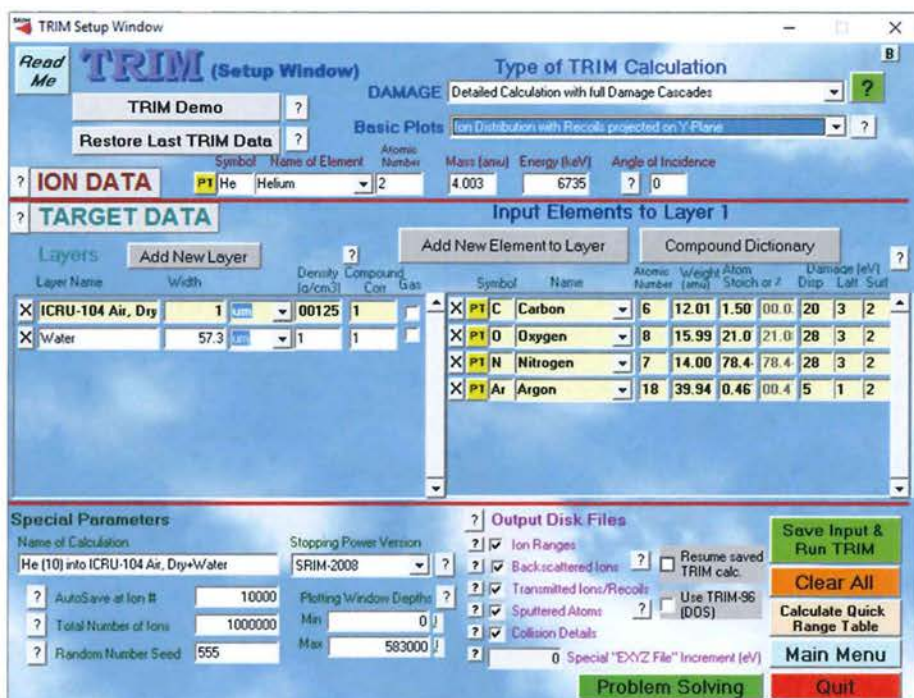 TRIM Setup Window
B
Read Me
TRIM (Setup Window)
Type of TRIM Calculation
TRIM Demo ?
DAMAGE Detailed Calculation with full Damage Cascades ?
Restore Last TRIM Data ?
Basic Plots Ion Distribution with Recoils projected on Y-Plane ?
Symbol Name of Element Atomic Number Mass (amu) Energy (keV) Angle of Incidence
? ION DATA PT He Helium 2 4.003 6735 ? 0
? TARGET DATA
Input Elements to Layer 1
Layers Add New Layer ?
Add New Element to Layer Compound Dictionary ?
Layer Name Width Density (g/cm3) Compound Corr Gas
Symbol Name Atomic Number Weight (amu) Atom Stoich or % Damage (eV) Disp Latt Surf
X ICRU-104 Air, Dry 1 um 00125 1
X Water 57.3 um 1 1
X PT C Carbon 6 12.01 1.50 00.0 20 3 2
X PT O Oxygen 8 15.99 21.0 21.0 28 3 2
X PT N Nitrogen 7 14.00 78.4 78.4 28 3 2
X PT Ar Argon 18 39.94 0.46 00.4 5 1 2
Special Parameters
Name of Calculation
He (10) into ICRU-104 Air, Dry+Water
Stopping Power Version
SRIM-2008 ?
? AutoSave at Ion # 10000
? Total Number of Ions 1000000
? Random Number Seed 555
Plotting Window Depths ?
Min 0
Max 583000
? Output Disk Files
? Ion Ranges
? Backscattered Ions
? Transmitted Ions/Recoils
? Sputtered Atoms
? Collision Details
? 0 Special "EXYZ File" Increment (eV)
? Resume saved TRIM calc.
? Use TRIM-96 (DOS)
Save Input & Run TRIM
Clear All
Calculate Quick Range Table
Main Menu
Problem Solving
Quit